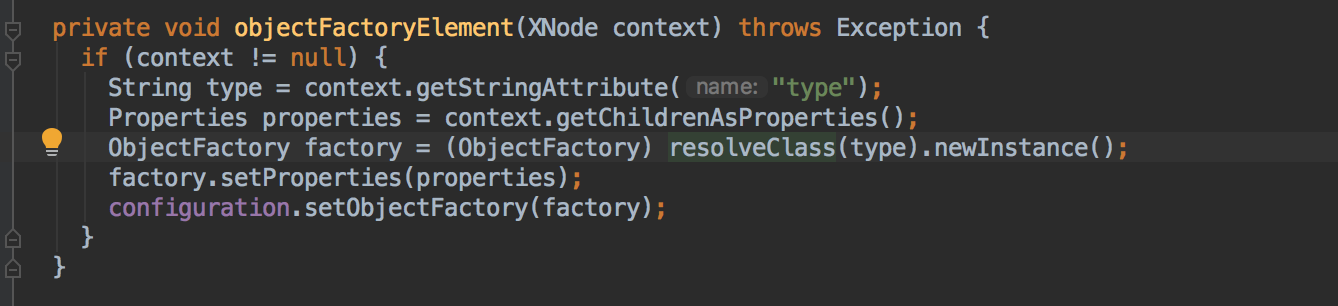 private void objectFactoryElement(XNode context) throws Exception {
if (context != null) {
String type = context.getStringAttribute( name: "type");
Properties properties = context.getChildrenAsProperties();
ObjectFactory factory = (ObjectFactory) resolveClass(type).newInstance();
factory.setProperties(properties);
configuration.setObjectFactory(factory);
}
}